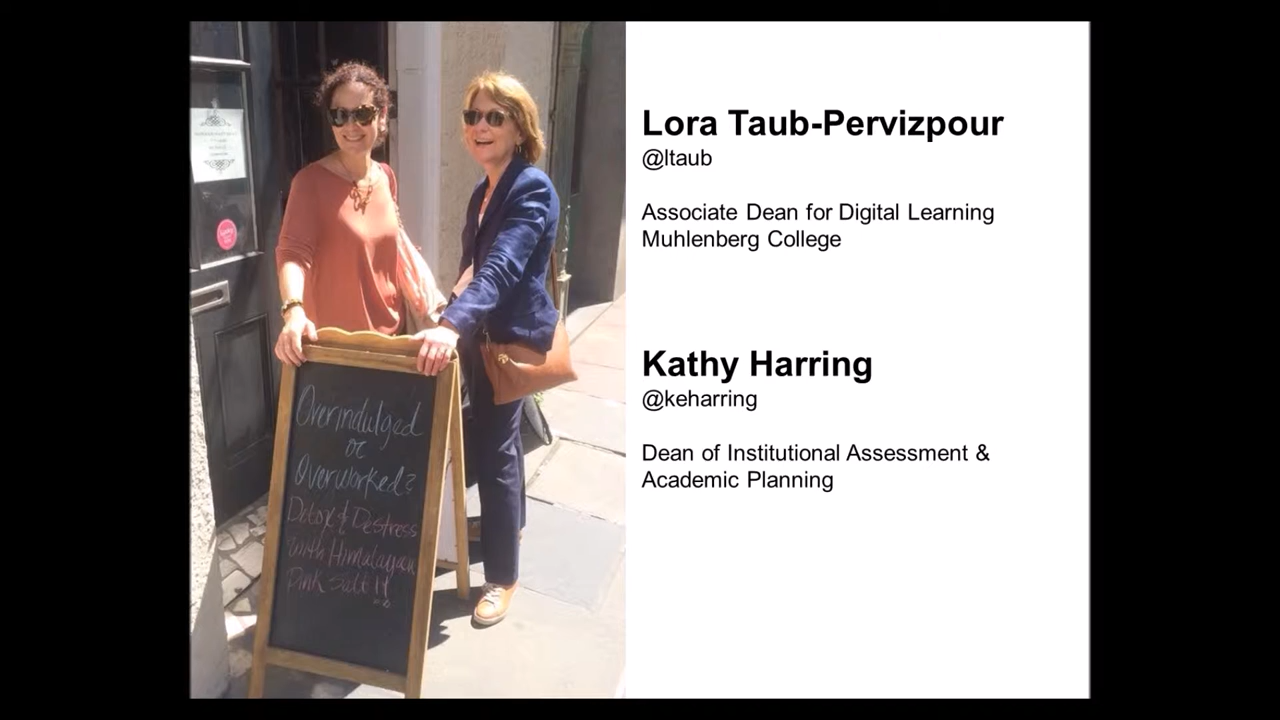 Lora Taub-Pervizpour
@ltaub
Associate Dean for Digital Learning
Muhlenberg College
Kathy Harring
@keharring
Dean of Institutional Assessment &
Academic Planning
Overindulged
or
Overworked?
Detox & DeStress
with Himalayan
Pink Salt!!